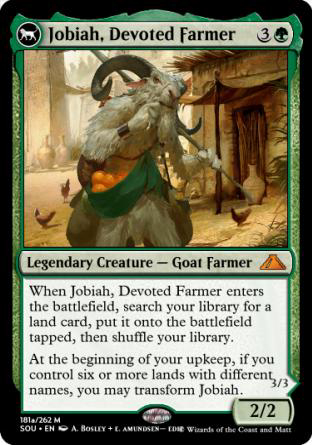 Jobiah, Devoted Farmer 3
Legendary Creature — Goat Farmer
When Jobiah, Devoted Farmer enters
the battlefield, search your library for a
land card, put it onto the battlefield
tapped, then shuffle your library.
At the beginning of your upkeep, if you
control six or more lands with different
names, you may transform Jobiah.
3/3
2/2
181a/262 M
SOU • EN A. BOSLEY + E. AMUNDSEN — EDIE Wizards of the Coast and Matt